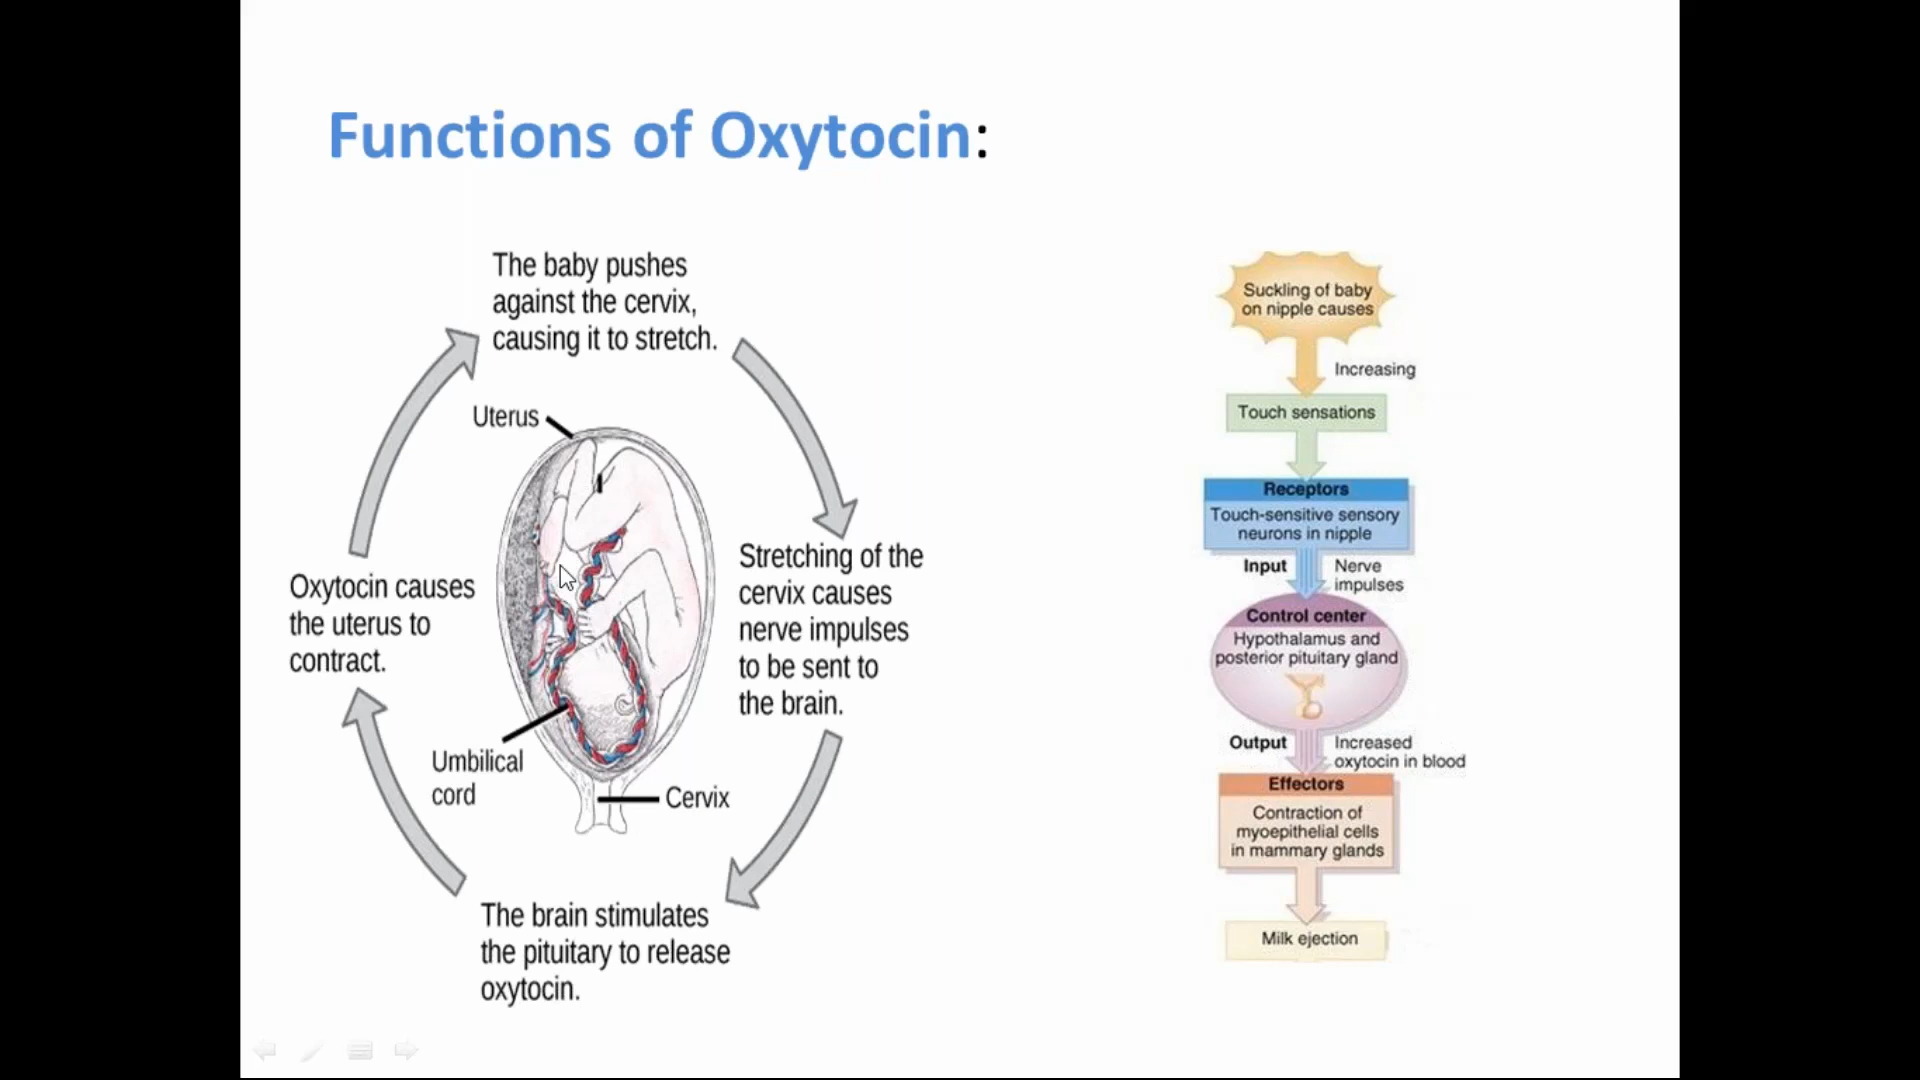 Functions of Oxytocin:
The baby pushes
against the cervix,
causing it to stretch.
Uterus
Stretching of the
cervix causes
nerve impulses
to be sent to
the brain.
Oxytocin causes
the uterus to
contract.
Umbilical
cord
Cervix
The brain stimulates
the pituitary to release
oxytocin.
Suckling of baby
on nipple causes
Increasing
Touch sensations
Receptors
Touch-sensitive sensory
neurons in nipple
Input
Nerve
impulses
Control center
Hypothalamus and
posterior pituitary gland
Output
Increased
oxytocin in blood
Effectors
Contraction of
myoepithelial cells
in mammary glands
Milk ejection